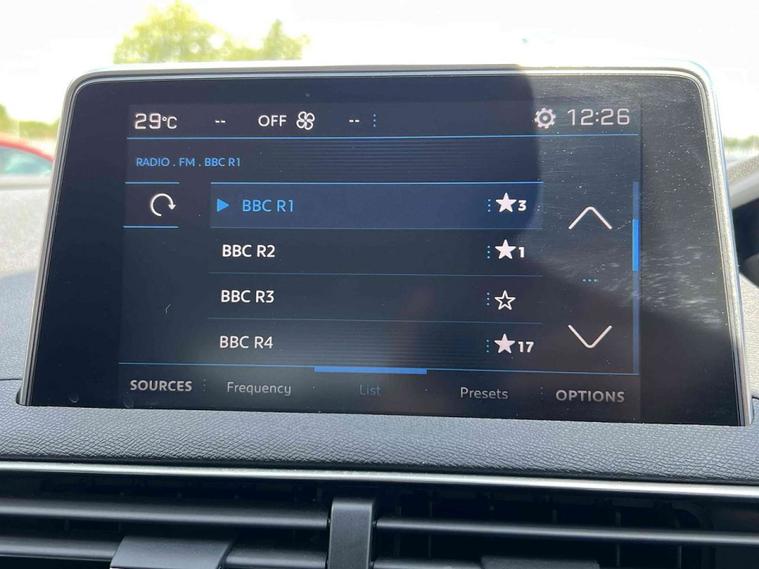 29°C -- OFF -- 12:26
RADIO . FM . BBC R1
BBC R1 3
BBC R2 1
BBC R3
BBC R4 17
SOURCES Frequency List Presets OPTIONS